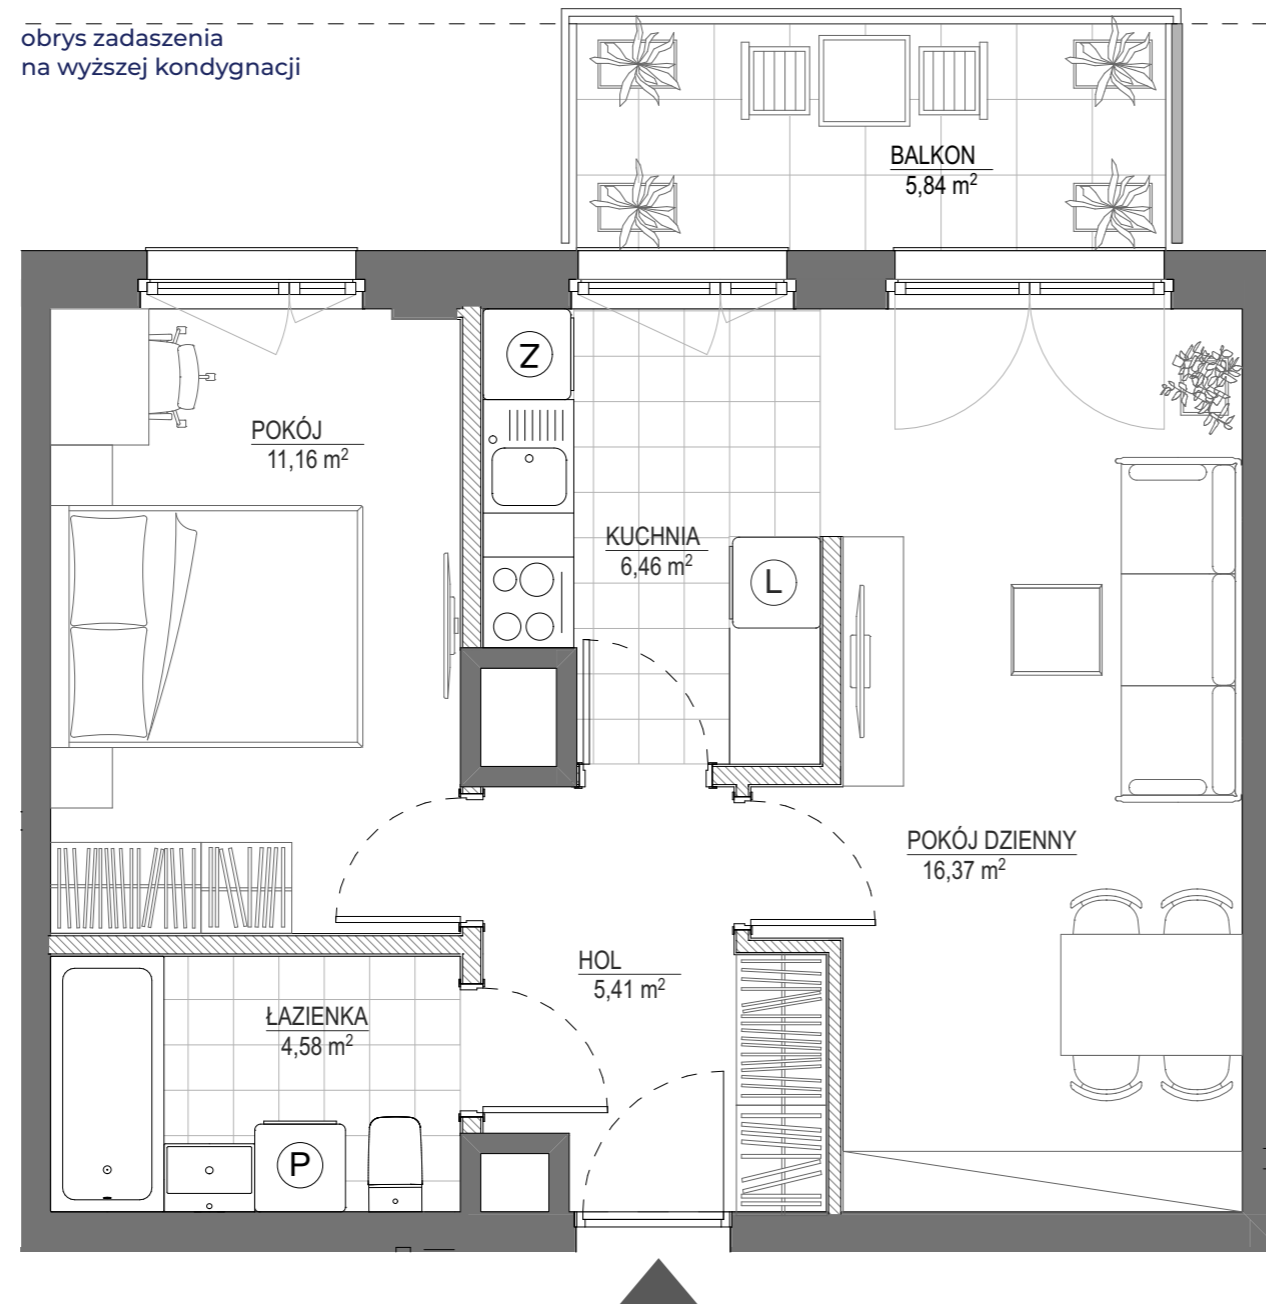 obrys zadaszenia
na wyższej kondygnacji
BALKON
5,84 m²
Z
POKÓJ
11,16 m²
KUCHNIA
6,46 m²
L
POKÓJ DZIENNY
16,37 m²
HOL
5,41 m²
ŁAZIENKA
4,58 m²
P